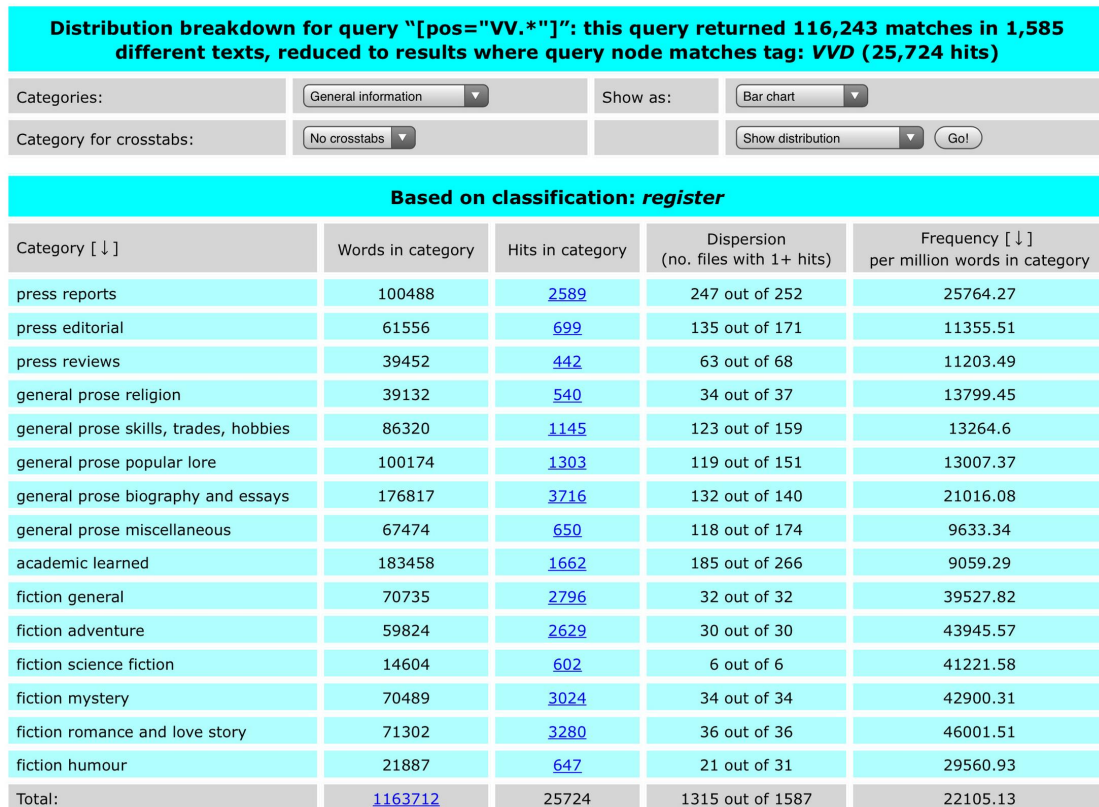 Distribution breakdown for query “[pos="VV.*"]”: this query returned 116,243 matches in 1,585
different texts, reduced to results where query node matches tag: VVD (25,724 hits)
Categories: General information Show as: Bar chart
Category for crosstabs: No crosstabs Show distribution Go!
Based on classification: register
Category [↓] Words in category Hits in category Dispersion (no. files with 1+ hits) Frequency [↓] per million words in category
press reports 100488 2589 247 out of 252 25764.27
press editorial 61556 699 135 out of 171 11355.51
press reviews 39452 442 63 out of 68 11203.49
general prose religion 39132 540 34 out of 37 13799.45
general prose skills, trades, hobbies 86320 1145 123 out of 159 13264.6
general prose popular lore 100174 1303 119 out of 151 13007.37
general prose biography and essays 176817 3716 132 out of 140 21016.08
general prose miscellaneous 67474 650 118 out of 174 9633.34
academic learned 183458 1662 185 out of 266 9059.29
fiction general 70735 2796 32 out of 32 39527.82
fiction adventure 59824 2629 30 out of 30 43945.57
fiction science fiction 14604 602 6 out of 6 41221.58
fiction mystery 70489 3024 34 out of 34 42900.31
fiction romance and love story 71302 3280 36 out of 36 46001.51
fiction humour 21887 647 21 out of 31 29560.93
Total: 1163712 25724 1315 out of 1587 22105.13